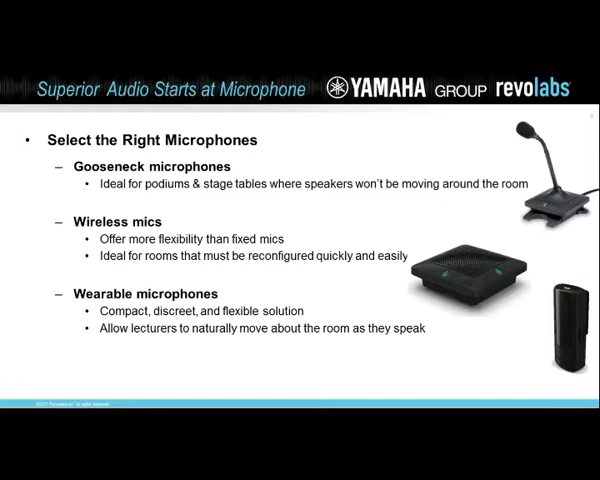 Superior Audio Starts at Microphone
YAMAHA GROUP revolabs
• Select the Right Microphones
– Gooseneck microphones
• Ideal for podiums & stage tables where speakers won't be moving around the room
– Wireless mics
• Offer more flexibility than fixed mics
• Ideal for rooms that must be reconfigured quickly and easily
– Wearable microphones
• Compact, discreet, and flexible solution
• Allow lecturers to naturally move about the room as they speak
All rights reserved.